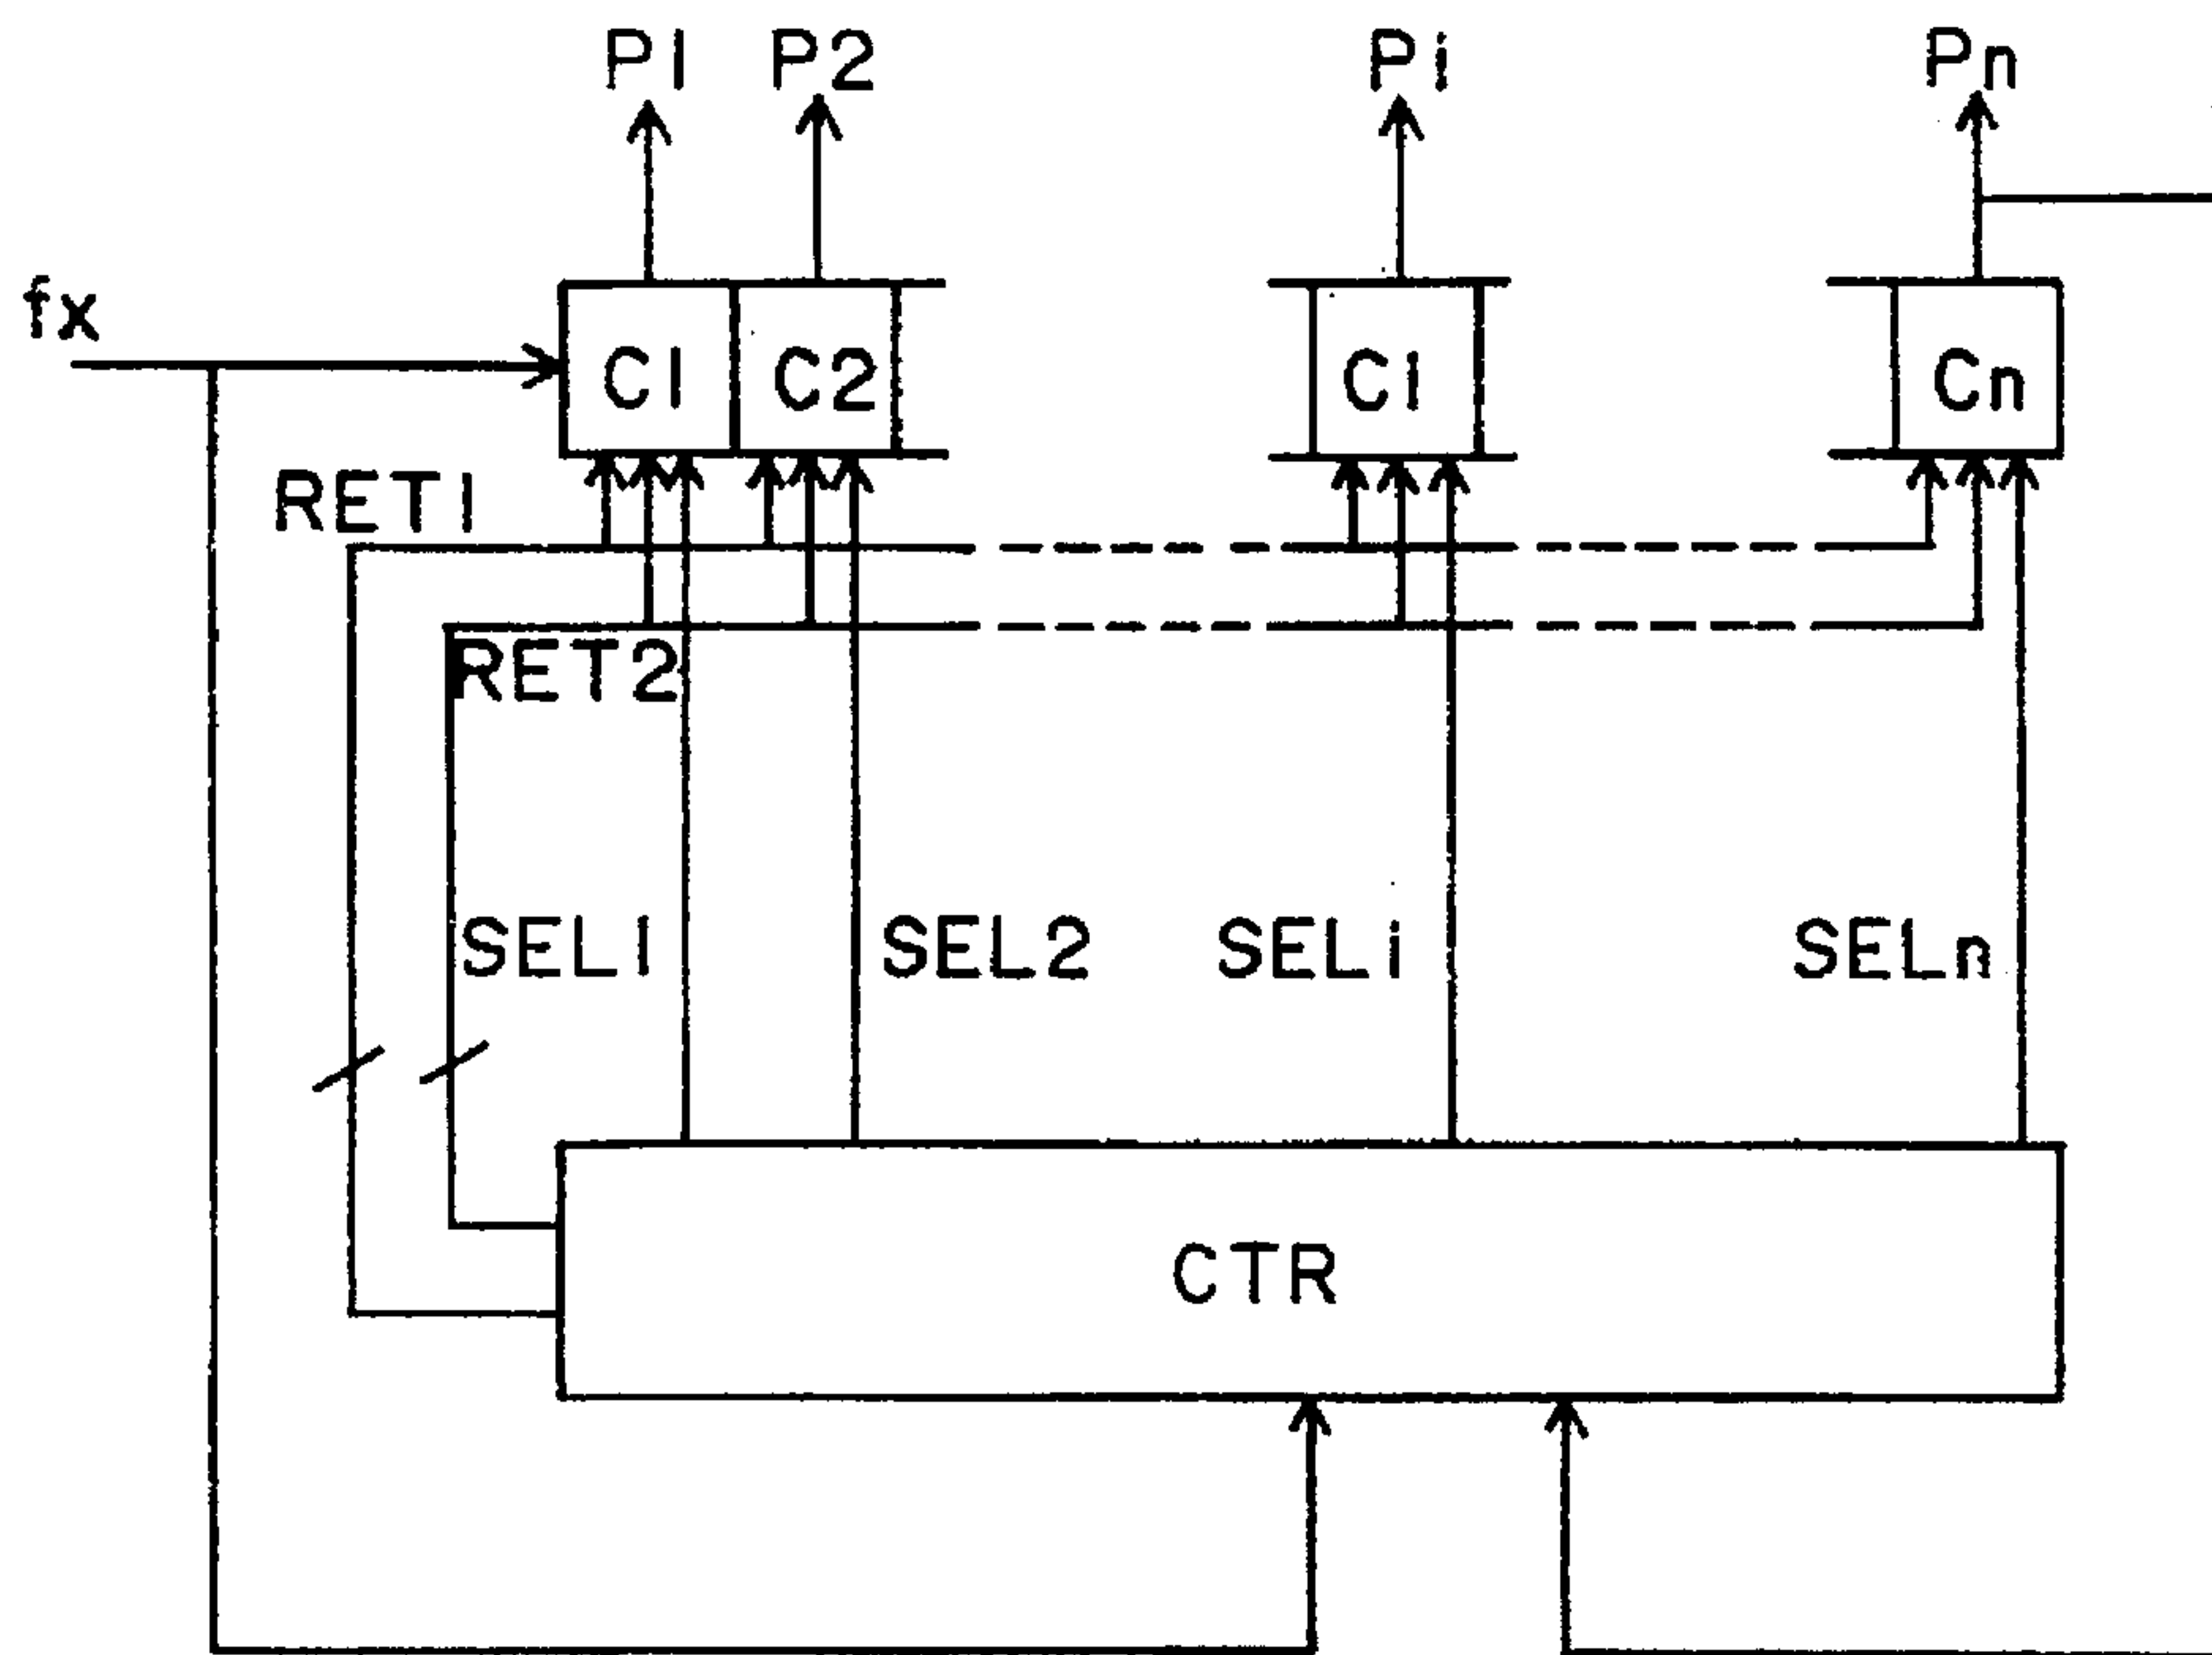 P1 P2 Pi Pn
fx
C1 C2 Ci Cn
RET1
RET2
SEL1 SEL2 SELi SELn
CTR